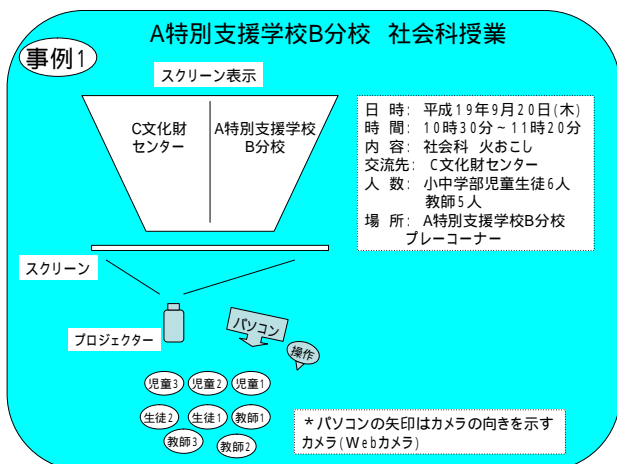 A特別支援学校B分校 社会科授業
事例1
スクリーン表示
C文化財
センター
A特別支援学校
B分校
日 時: 平成19年9月20日(木)
時 間: 10時30分~11時20分
内 容: 社会科 火おこし
交流先: C文化財センター
人 数: 小中学部児童生徒6人
教師5人
場 所: A特別支援学校B分校
プレーコーナー
スクリーン
プロジェクター
パソコン
操作
児童3 児童2 児童1
生徒2 生徒1 教師1
教師3 教師2
*パソコンの矢印はカメラの向きを示す
カメラ(Webカメラ)